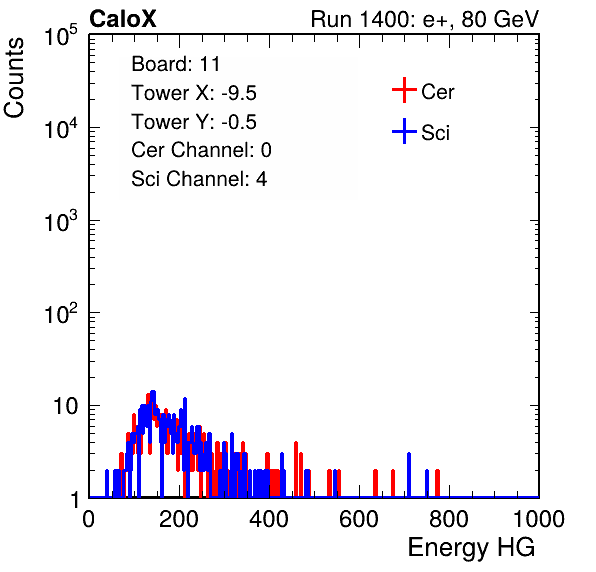 CaloX Run 1400: e+, 80 GeV
Counts
Board: 11
Tower X: -9.5
Tower Y: -0.5
Cer Channel: 0
Sci Channel: 4
Cer
Sci
10^5
10^4
10^3
10^2
10
1
0 200 400 600 800 1000
Energy HG